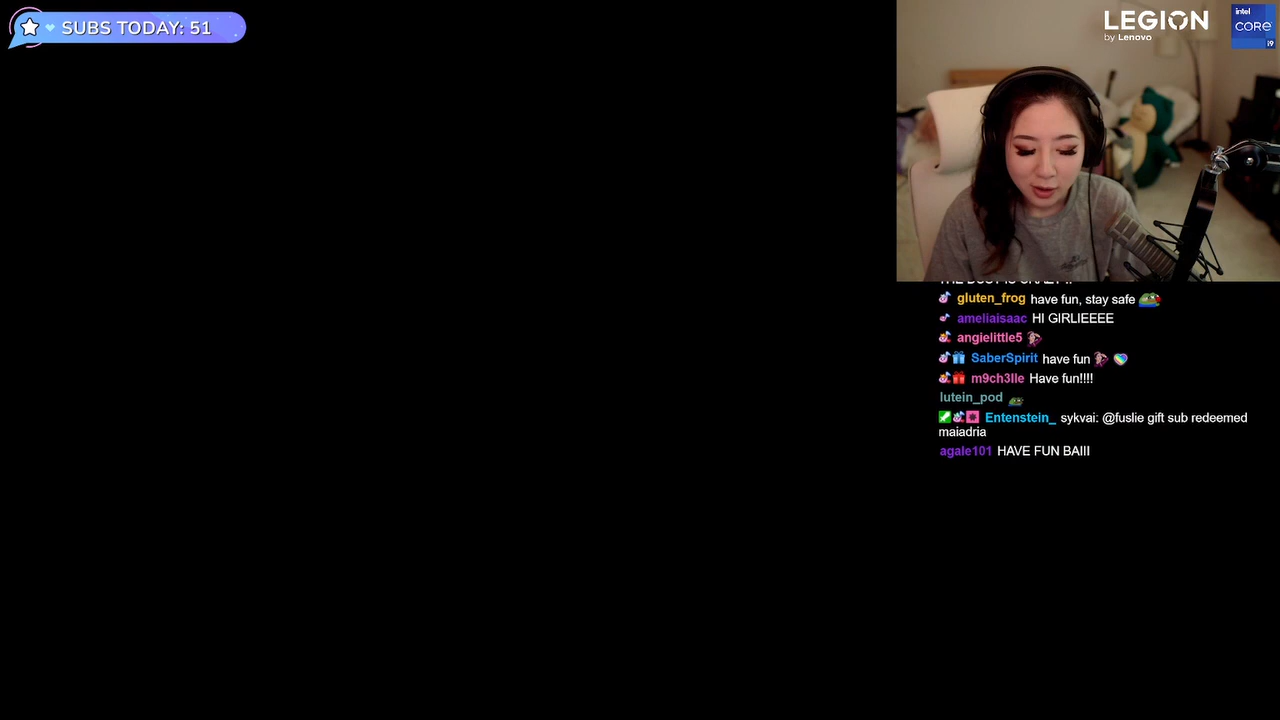 SUBS TODAY: 51
LEGION
by Lenovo
intel
CORE
i9
gluten_frog have fun, stay safe
ameliaisaac HI GIRLIEEEE
angielittle5
SaberSpirit have fun
m9ch3lle Have fun!!!!
lutein_pod
Entenstein_ sykvai: @fuslie gift sub redeemed
maiadria
agale101 HAVE FUN BAIII